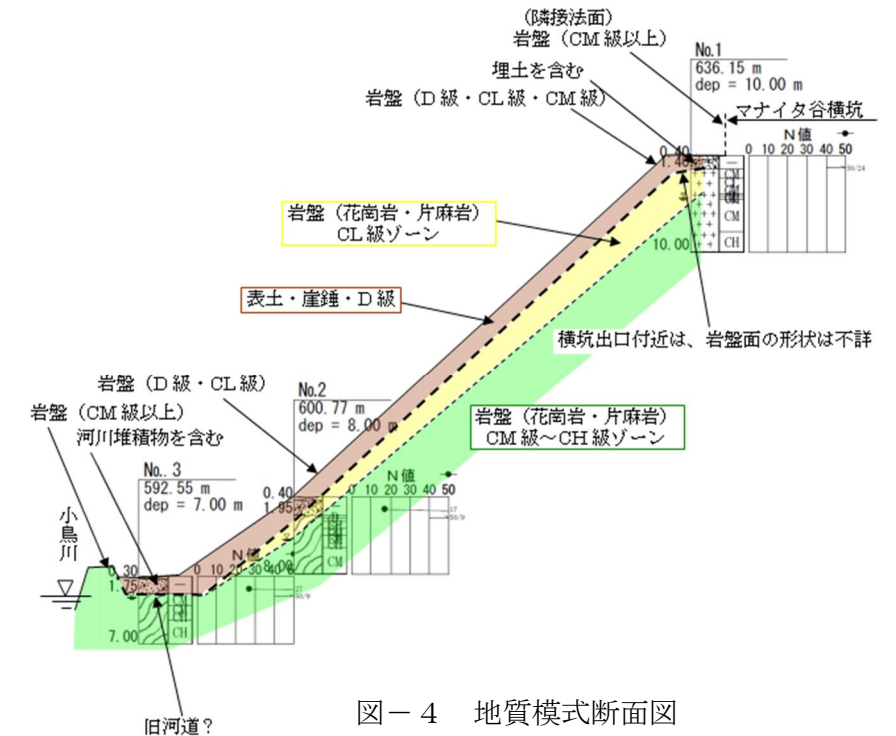 (隣接法面)
岩盤(CM級以上)
埋土を含む
岩盤(D級・CL級・CM級)
No.1
636.15 m
dep = 10.00 m
マナイタ谷横坑
N値
0 10 20 30 40 50
0.40
1.40
50/24
CM
CH
10.00
岩盤(花崗岩・片麻岩)
CL級ゾーン
表土・崖錐・D級
横坑出口付近は、岩盤面の形状は不詳
岩盤(D級・CL級)
No.2
600.77 m
dep = 8.00 m
岩盤(花崗岩・片麻岩)
CM級～CH級ゾーン
岩盤(CM級以上)
河川堆積物を含む
No..3
592.55 m
dep = 7.00 m
N値
0 10 20 30 40 50
0.40
1.95
17
50/9
8.00
CM
小鳥川
N値
0 10 20 30 40
27
50/9
CH
7.00
旧河道？
図－4 地質模式断面図